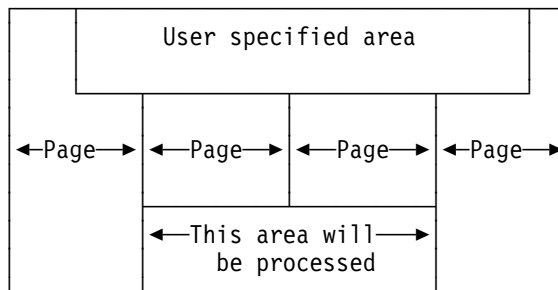 User specified area
Page Page Page Page
This area will
be processed